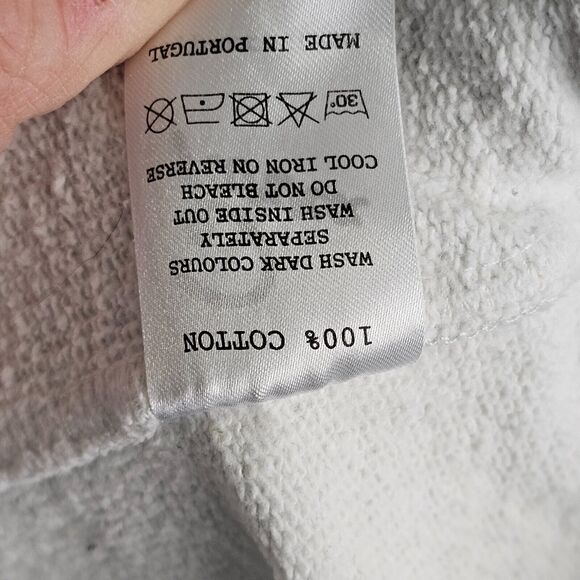 100% COTTON
WASH DARK COLOURS
SEPARATELY
WASH INSIDE OUT
DO NOT BLEACH
COOL IRON ON REVERSE
30°
MADE IN PORTUGAL